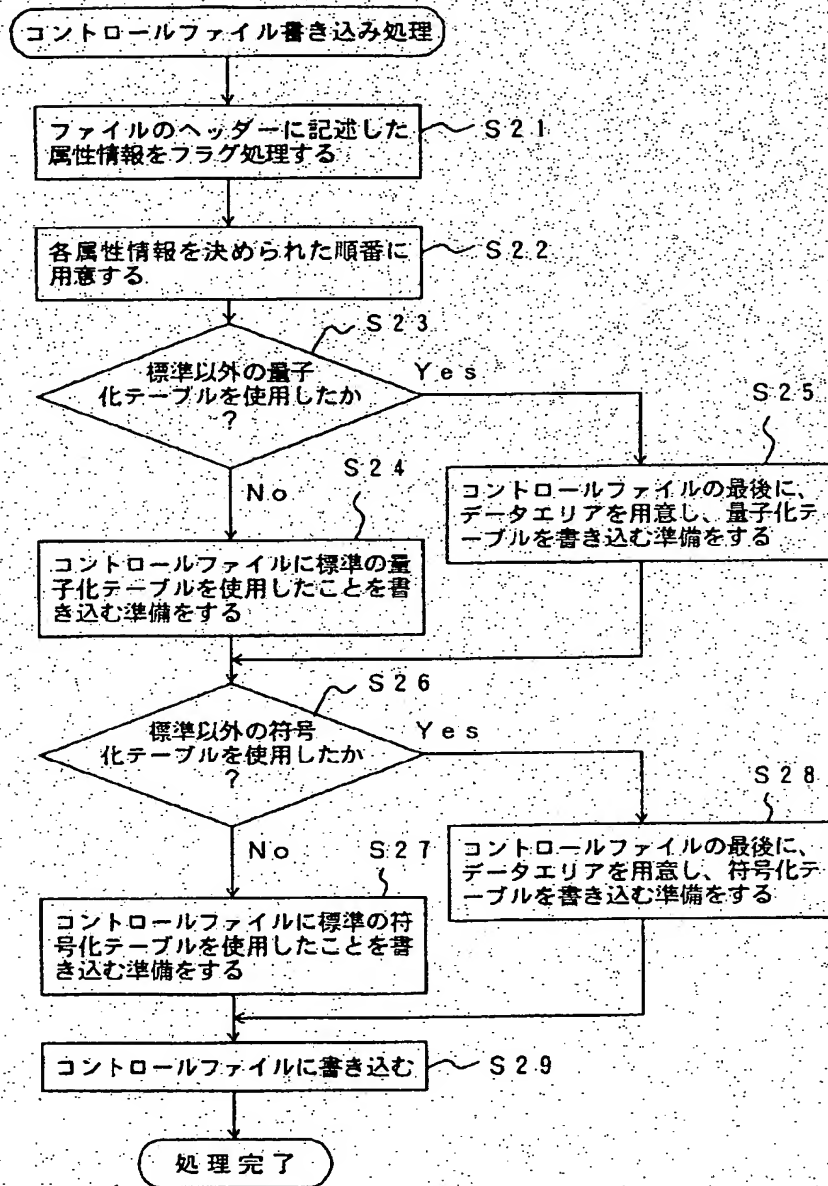 コントロールファイル書き込み処理
ファイルのヘッダーに記述した
属性情報をフラグ処理する
S21
各属性情報を決められた順番に
用意する
S22
S23
標準以外の量子
化テーブルを使用したか
?
Yes
No
S24
コントロールファイルに標準の量
子化テーブルを使用したことを書
き込む準備をする
S25
コントロールファイルの最後に、
データエリアを用意し、量子化テ
ーブルを書き込む準備をする
S26
標準以外の符号
化テーブルを使用したか
?
Yes
No
S27
コントロールファイルに標準の符
号化テーブルを使用したことを書
き込む準備をする
S28
コントロールファイルの最後に、
データエリアを用意し、符号化テ
ーブルを書き込む準備をする
コントロールファイルに書き込む
S29
処理完了